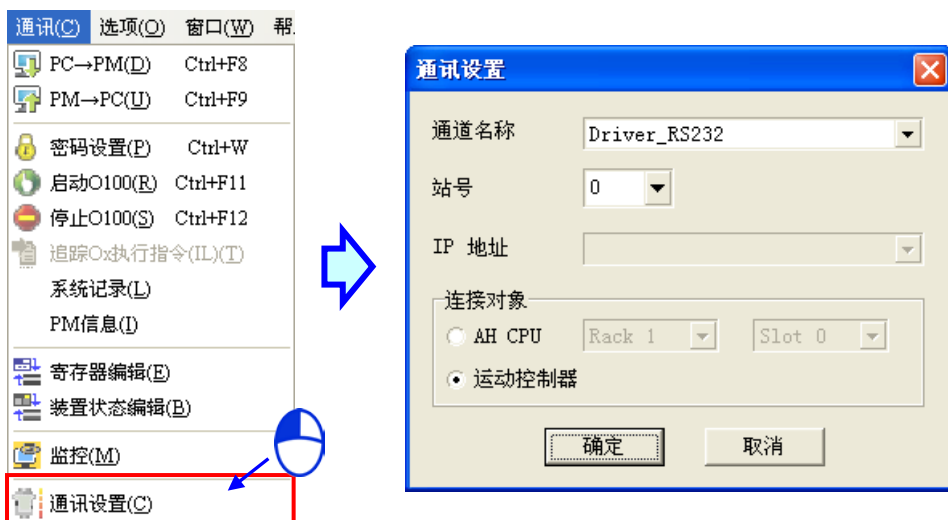 通讯(C) 选项(O) 窗口(W) 帮
PC→PM(D) Ctrl+F8
PM→PC(U) Ctrl+F9
密码设置(P) Ctrl+W
启动O100(R) Ctrl+F11
停止O100(S) Ctrl+F12
追踪Ox执行指令(IL)(T)
系统记录(L)
PM信息(I)
寄存器编辑(E)
装置状态编辑(B)
监控(M)
通讯设置(C)
通讯设置
通道名称 Driver_RS232
站号 0
IP 地址
连接对象
AH CPU Rack 1 Slot 0
运动控制器
确定 取消